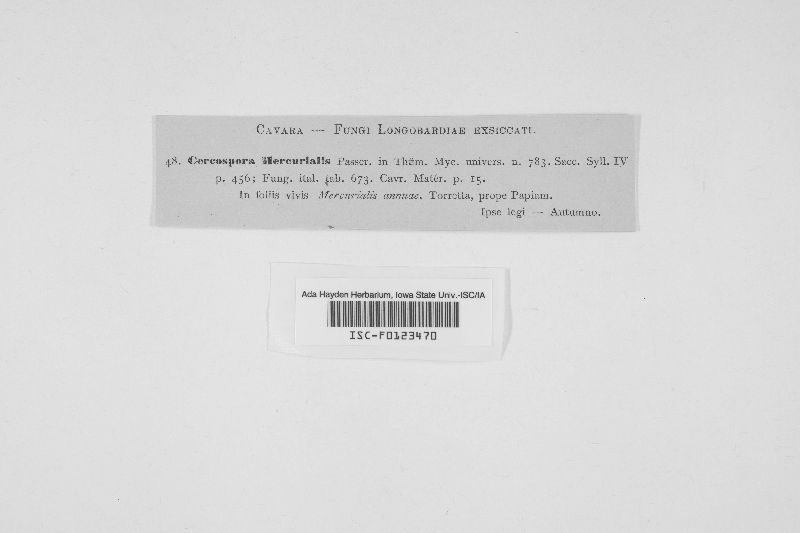 CAVARA — FUNGI LONGOBARDIAE EXSICCATI.
48. Cercospora Mercurialis Passer. in Thüm. Myc. univers. n. 783. Sacc. Syll. IV
p. 456; Fung. ital. tab. 673. Cavr. Matér. p. 15.
In foliis vivis Mercurialis annuae. Torretta, prope Papiam.
Ipse legi — Autumno.
Ada Hayden Herbarium, Iowa State Univ.-ISC/IA
ISC-F0123470